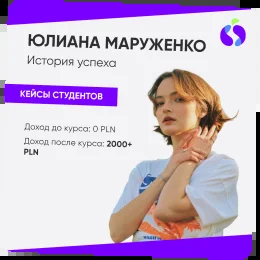 ЮЛИАНА МАРУЖЕНКО
История успеха
КЕЙСЫ СТУДЕНТОВ
Доход до курса: 0 PLN
Доход после курса: 2000+
PLN